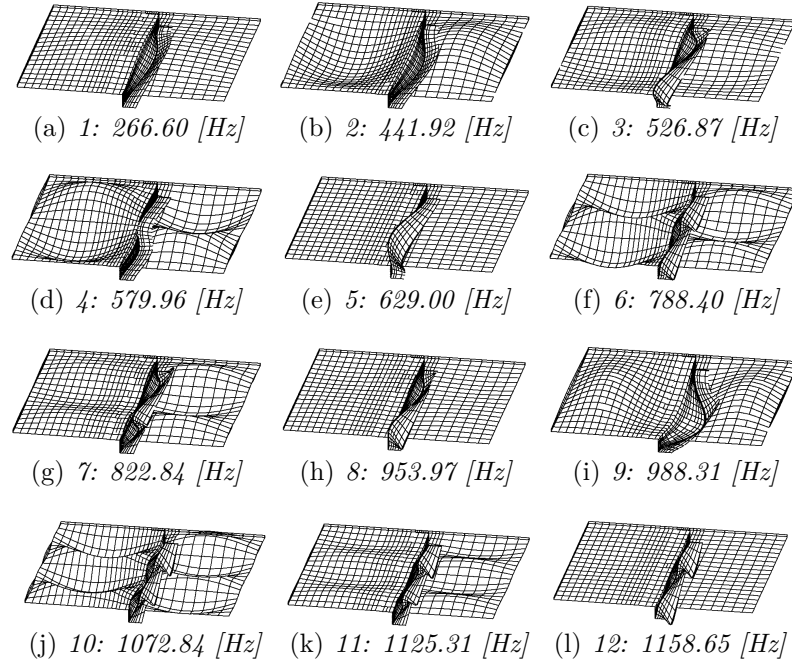 (a) 1: 266.60 [Hz] (b) 2: 441.92 [Hz] (c) 3: 526.87 [Hz]
(d) 4: 579.96 [Hz] (e) 5: 629.00 [Hz] (f) 6: 788.40 [Hz]
(g) 7: 822.84 [Hz] (h) 8: 953.97 [Hz] (i) 9: 988.31 [Hz]
(j) 10: 1072.84 [Hz] (k) 11: 1125.31 [Hz] (l) 12: 1158.65 [Hz]